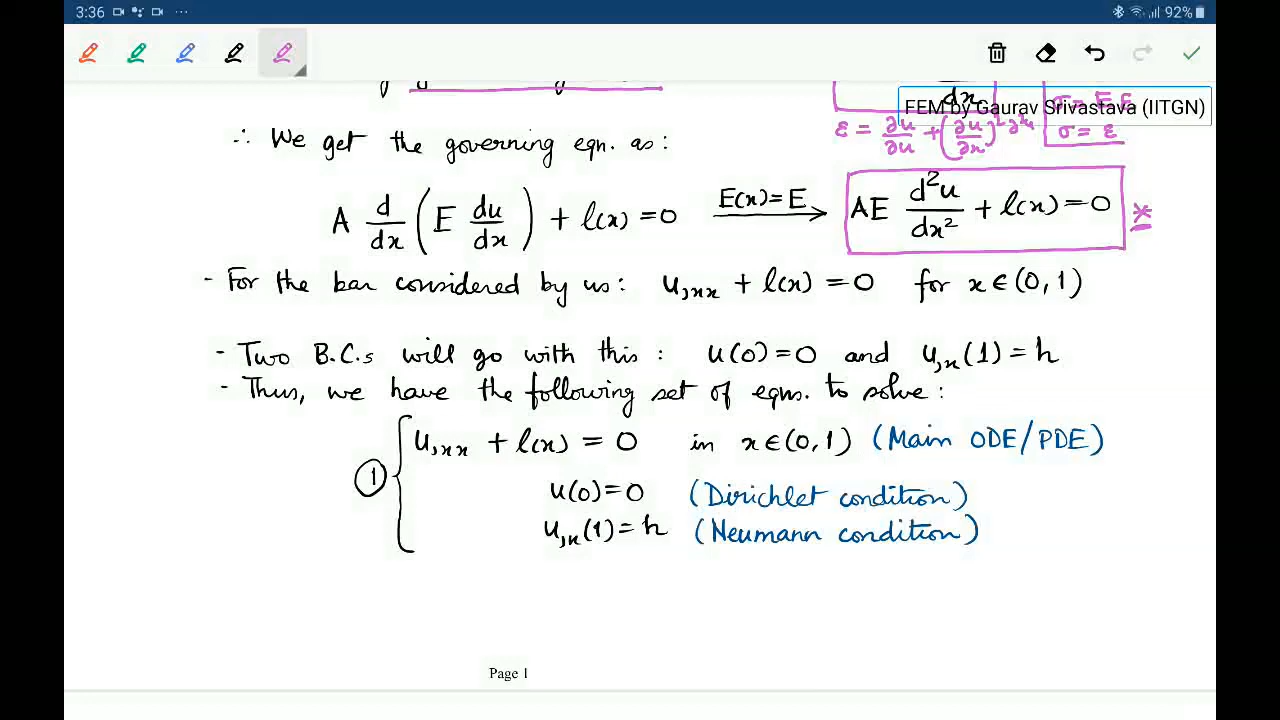 3:36 92%
dx σ = E ε
FEM by Gaurav Srivastava (IITGN)
∴ We get the governing eqn. as:
ε = ∂u/∂u + (∂u/∂x)² ∂²u
σ = ε
A d/dx (E du/dx) + l(x) = 0 E(x) = E → AE d²u/dx² + l(x) = 0 *
- For the bar considered by us: u,xx + l(x) = 0 for x ∈ (0, 1)
- Two B.C.s will go with this: u(0) = 0 and u,x(1) = h
- Thus, we have the following set of eqns. to solve:
① { u,xx + l(x) = 0 in x ∈ (0, 1) (Main ODE/PDE)
u(0) = 0 (Dirichlet condition)
u,x(1) = h (Neumann condition)
Page 1